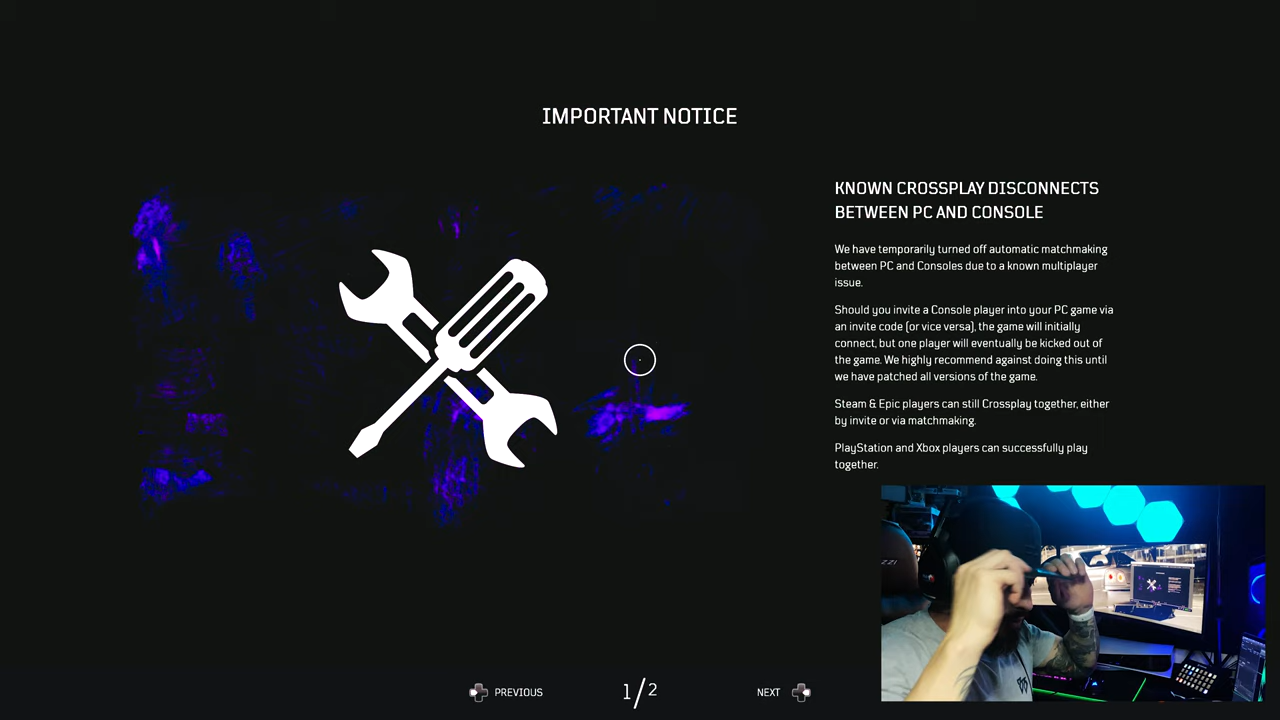 IMPORTANT NOTICE
KNOWN CROSSPLAY DISCONNECTS
BETWEEN PC AND CONSOLE
We have temporarily turned off automatic matchmaking
between PC and Consoles due to a known multiplayer
issue.
Should you invite a Console player into your PC game via
an invite code (or vice versa), the game will initially
connect, but one player will eventually be kicked out of
the game. We highly recommend against doing this until
we have patched all versions of the game.
Steam & Epic players can still Crossplay together, either
by invite or via matchmaking.
PlayStation and Xbox players can successfully play
together.
PREVIOUS
1/2
NEXT